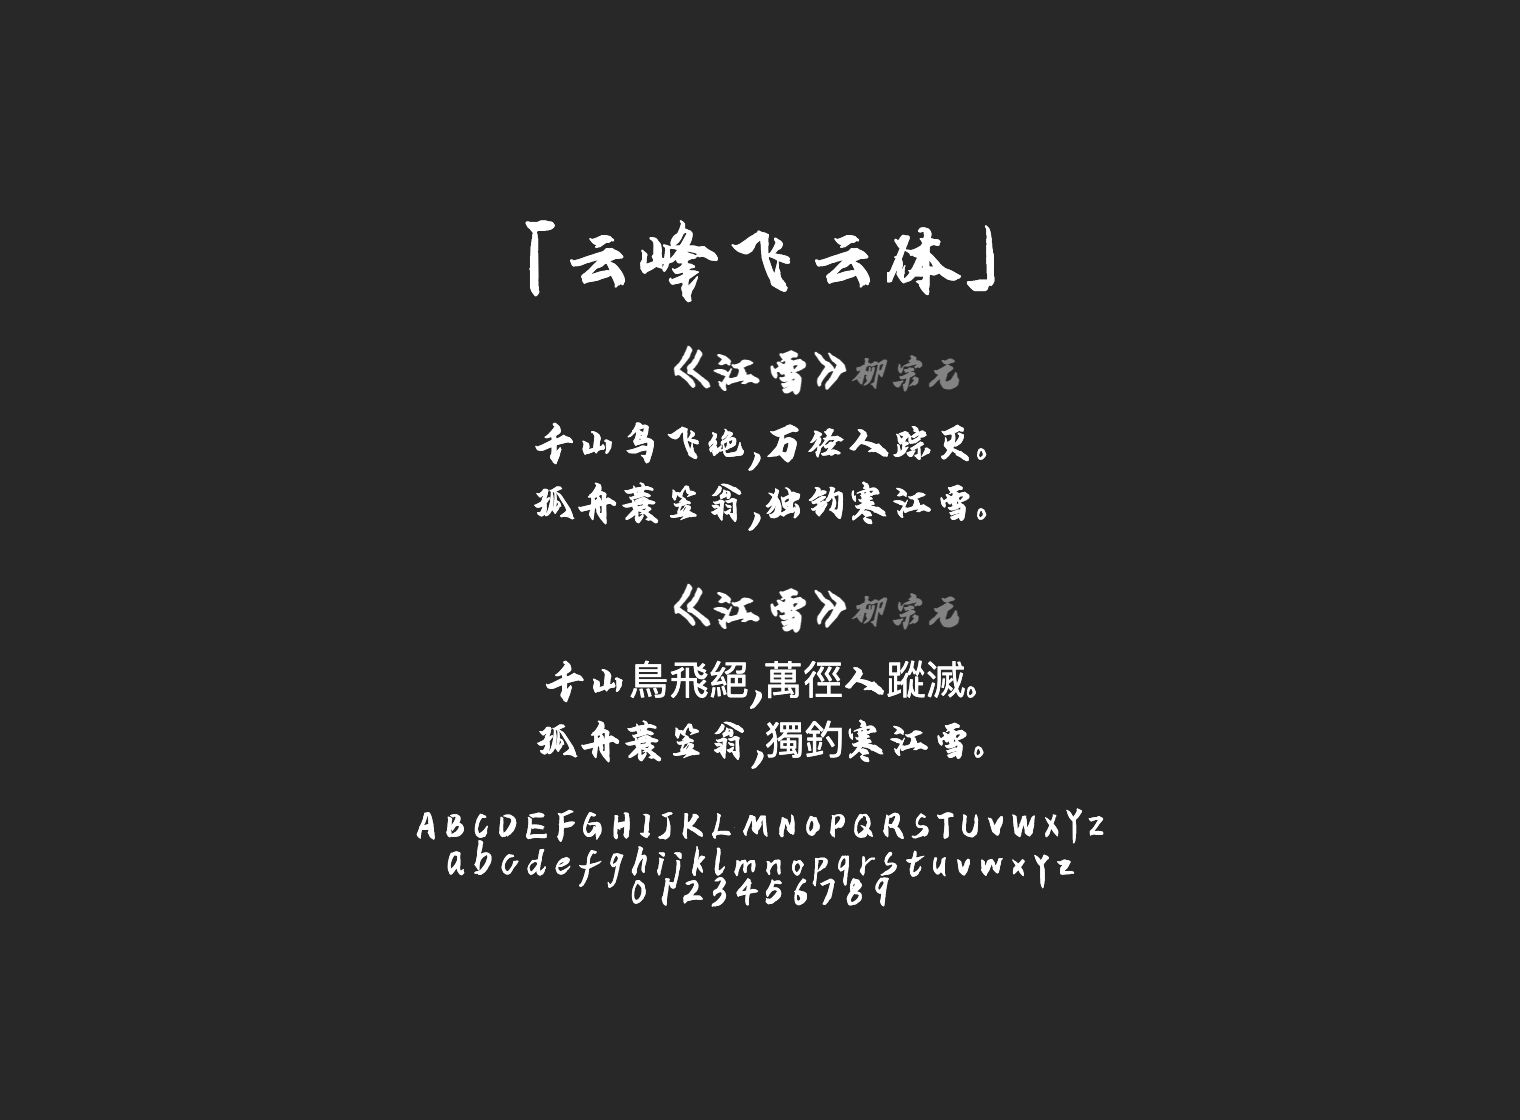 「云峰飞云体」
《江雪》柳宗元
千山鸟飞绝,万径人踪灭。
孤舟蓑笠翁,独钓寒江雪。
《江雪》柳宗元
千山鳥飛絕,萬徑人蹤滅。
孤舟蓑笠翁,獨釣寒江雪。
ABCDEFGHIJKLMNOPQRSTUVWXYZ
abcdefghijklmnopqrstuvwxyz
0123456789